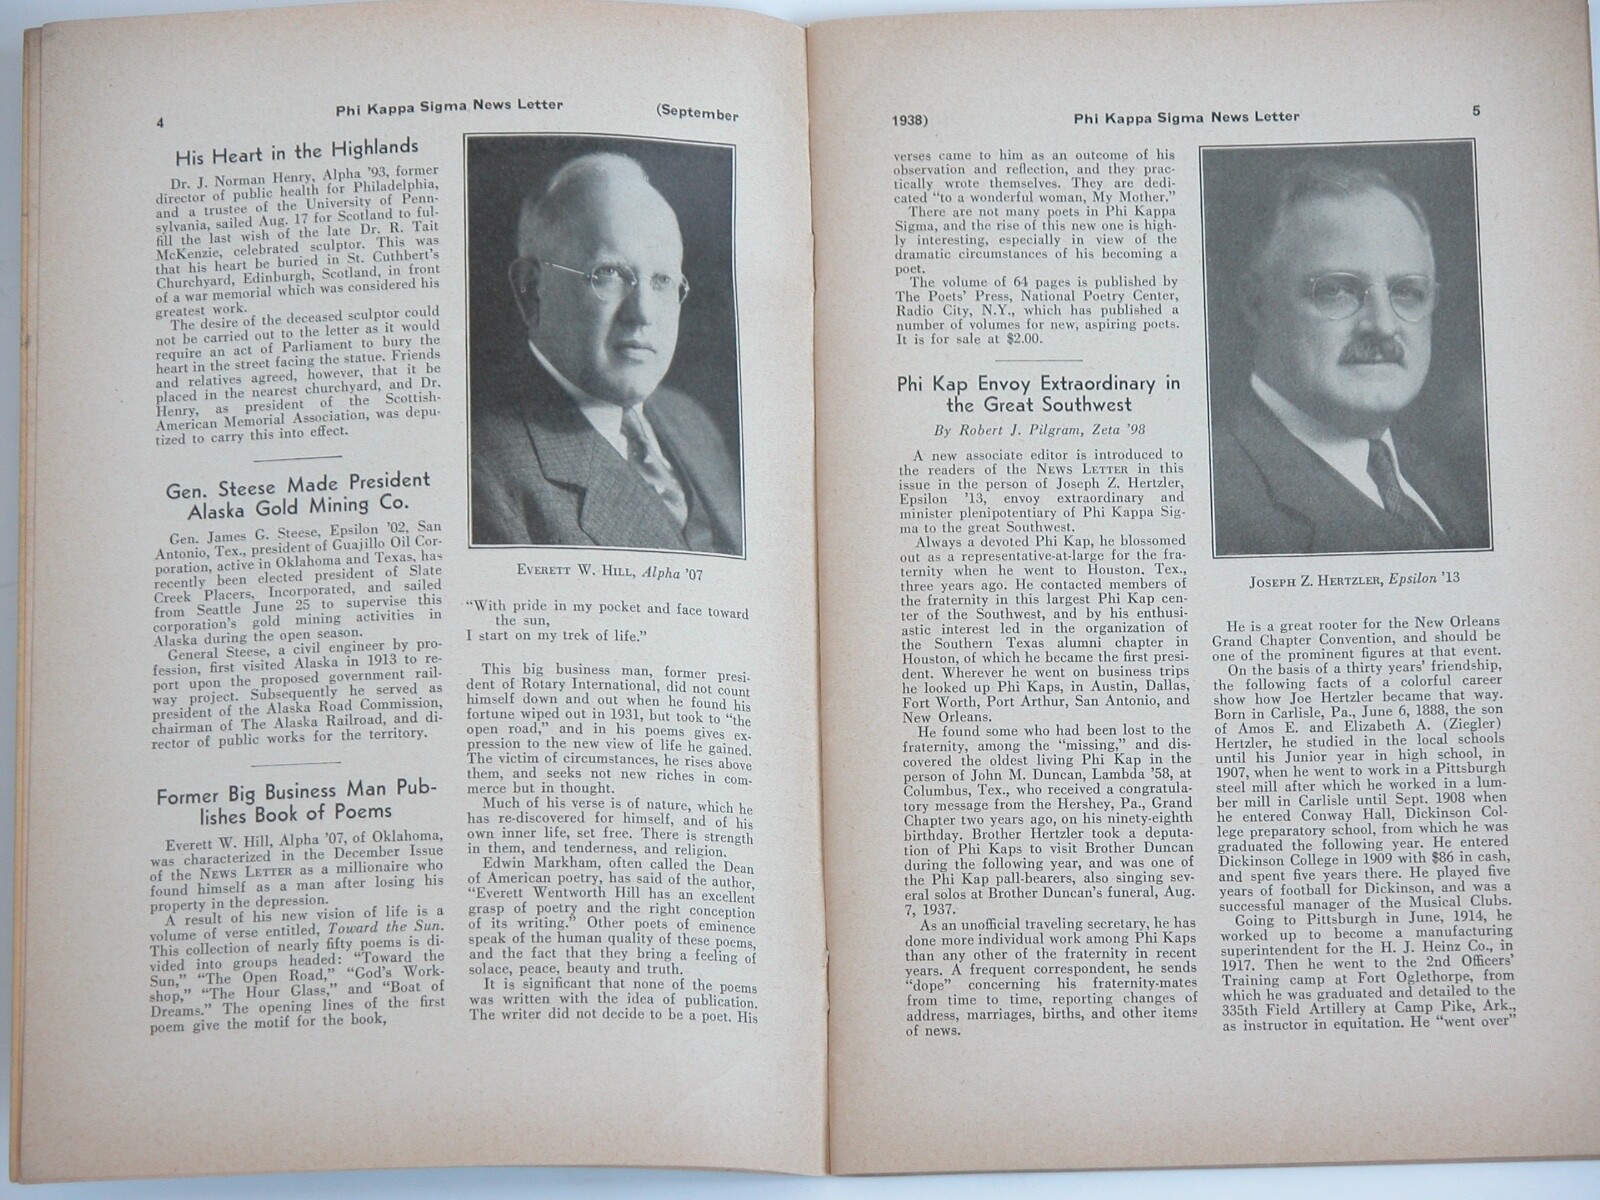 4
Phi Kappa Sigma News Letter
(September
His Heart in the Highlands
Dr. J. Norman Henry, Alpha '93, former
director of public health for Philadelphia,
and a trustee of the University of Penn-
sylvania, sailed Aug. 17 for Scotland to ful-
fill the last wish of the late Dr. R. Tait
McKenzie, celebrated sculptor. This was
that his heart be buried in St. Cuthbert's
Churchyard, Edinburgh, Scotland, in front
of a war memorial which was considered his
greatest work.
The desire of the deceased sculptor could
not be carried out to the letter as it would
require an act of Parliament to bury the
heart in the street facing the statue. Friends
and relatives agreed, however, that it be
placed in the nearest churchyard, and Dr.
Henry, as president of the Scottish-
American Memorial Association, was depu-
tized to carry this into effect.
Gen. Steese Made President
Alaska Gold Mining Co.
Gen. James G. Steese, Epsilon '02, San
Antonio, Tex., president of Guajillo Oil Cor-
poration, active in Oklahoma and Texas, has
recently been elected president of Slate
Creek Placers, Incorporated, and sailed
from Seattle June 25 to supervise this
corporation's gold mining activities in
Alaska during the open season.
General Steese, a civil engineer by pro-
fession, first visited Alaska in 1913 to re-
port upon the proposed government rail-
way project. Subsequently he served as
president of the Alaska Road Commission,
chairman of The Alaska Railroad, and di-
rector of public works for the territory.
Former Big Business Man Pub-
lishes Book of Poems
Everett W. Hill, Alpha '07, of Oklahoma,
was characterized in the December Issue
of the NEWS LETTER as a millionaire who
found himself as a man after losing his
property in the depression.
A result of his new vision of life is a
volume of verse entitled, Toward the Sun.
This collection of nearly fifty poems is di-
vided into groups headed: "Toward the
Sun," "The Open Road," "God's Work-
shop," "The Hour Glass," and "Boat of
Dreams." The opening lines of the first
poem give the motif for the book,
EVERETT W. HILL, Alpha '07
"With pride in my pocket and face toward
the sun,
I start on my trek of life."
This big business man, former presi-
dent of Rotary International, did not count
himself down and out when he found his
fortune wiped out in 1931, but took to "the
open road," and in his poems gives ex-
pression to the new view of life he gained.
The victim of circumstances, he rises above
them, and seeks not new riches in com-
merce but in thought.
Much of his verse is of nature, which he
has re-discovered for himself, and of his
own inner life, set free. There is strength
in them, and tenderness, and religion.
Edwin Markham, often called the Dean
of American poetry, has said of the author,
"Everett Wentworth Hill has an excellent
grasp of poetry and the right conception
of its writing." Other poets of eminence
speak of the human quality of these poems,
and the fact that they bring a feeling of
solace, peace, beauty and truth.
It is significant that none of the poems
was written with the idea of publication.
The writer did not decide to be a poet. His
1938)
Phi Kappa Sigma News Letter
5
verses came to him as an outcome of his
observation and reflection, and they prac-
tically wrote themselves. They are dedi-
cated "to a wonderful woman, My Mother."
There are not many poets in Phi Kappa
Sigma, and the rise of this new one is high-
ly interesting, especially in view of the
dramatic circumstances of his becoming a
poet.
The volume of 64 pages is published by
The Poets' Press, National Poetry Center,
Radio City, N.Y., which has published a
number of volumes for new, aspiring poets.
It is for sale at $2.00.
Phi Kap Envoy Extraordinary in
the Great Southwest
By Robert J. Pilgram, Zeta '98
A new associate editor is introduced to
the readers of the NEWS LETTER in this
issue in the person of Joseph Z. Hertzler,
Epsilon '13, envoy extraordinary and
minister plenipotentiary of Phi Kappa Sig-
ma to the great Southwest.
Always a devoted Phi Kap, he blossomed
out as a representative-at-large for the fra-
ternity when he went to Houston. Tex.,
three years ago. He contacted members of
the fraternity in this largest Phi Kap cen-
ter of the Southwest, and by his enthusi-
astic interest led in the organization of
the Southern Texas alumni chapter in
Houston, of which he became the first presi-
dent. Wherever he went on business trips
he looked up Phi Kaps, in Austin, Dallas,
Fort Worth, Port Arthur, San Antonio, and
New Orleans.
He found some who had been lost to the
fraternity, among the "missing," and dis-
covered the oldest living Phi Kap in the
person of John M. Duncan, Lambda '58, at
Columbus, Tex., who received a congratula-
tory message from the Hershey, Pa., Grand
Chapter two years ago, on his ninety-eighth
birthday. Brother Hertzler took a deputa-
tion of Phi Kaps to visit Brother Duncan
during the following year, and was one of
the Phi Kap pall-bearers, also singing sev-
eral solos at Brother Duncan's funeral, Aug.
7, 1937.
As an unofficial traveling secretary, he has
done more individual work among Phi Kaps
than any other of the fraternity in recent
years. A frequent correspondent, he sends
"dope" concerning his fraternity-mates
from time to time, reporting changes of
address, marriages, births, and other items
of news.
JOSEPH Z. HERTZLER, Epsilon '13
He is a great rooter for the New Orleans
Grand Chapter Convention, and should be
one of the prominent figures at that event.
On the basis of a thirty years' friendship,
the following facts of a colorful career
show how Joe Hertzler became that way.
Born in Carlisle, Pa., June 6, 1888, the son
of Amos E. and Elizabeth A. (Ziegler)
Hertzler, he studied in the local schools
until his Junior year in high school, in
1907, when he went to work in a Pittsburgh
steel mill after which he worked in a lum-
ber mill in Carlisle until Sept. 1908 when
he entered Conway Hall, Dickinson Col-
lege preparatory school, from which he was
graduated the following year. He entered
Dickinson College in 1909 with $86 in cash,
and spent five years there. He played five
years of football for Dickinson, and was a
successful manager of the Musical Clubs.
Going to Pittsburgh in June, 1914, he
worked up to become a manufacturing
superintendent for the H. J. Heinz Co., in
1917. Then he went to the 2nd Officers'
Training camp at Fort Oglethorpe, from
which he was graduated and detailed to the
335th Field Artillery at Camp Pike, Ark.,
as instructor in equitation. He "went over"